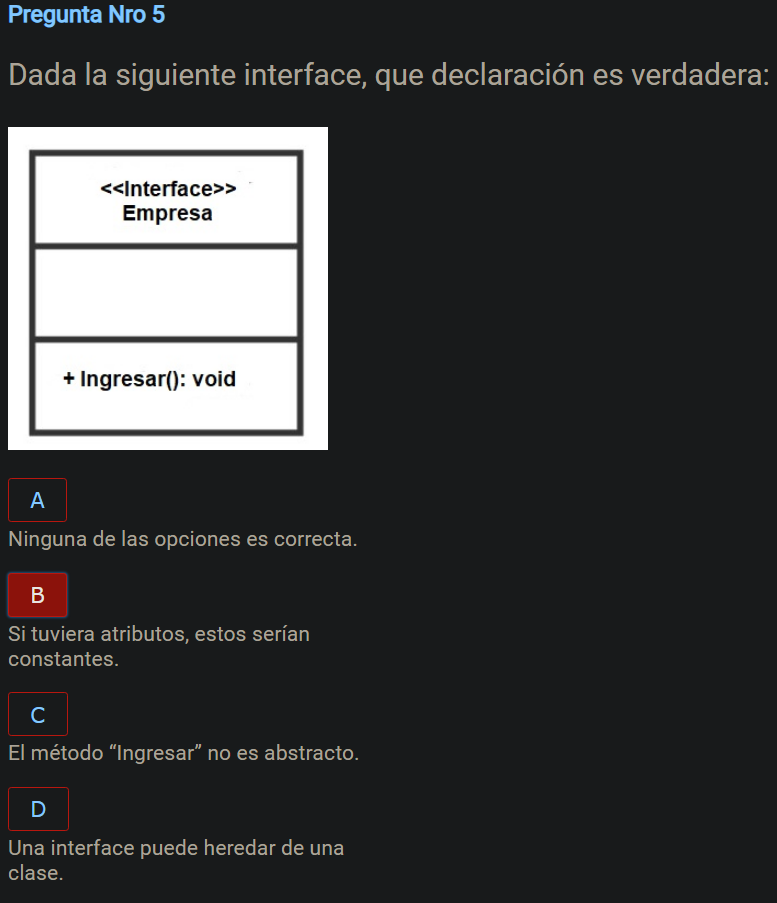 Pregunta Nro 5
Dada la siguiente interface, que declaración es verdadera:
<<Interface>>
Empresa
+ Ingresar(): void
A
Ninguna de las opciones es correcta.
B
Si tuviera atributos, estos serían
constantes.
C
El método “Ingresar” no es abstracto.
D
Una interface puede heredar de una
clase.